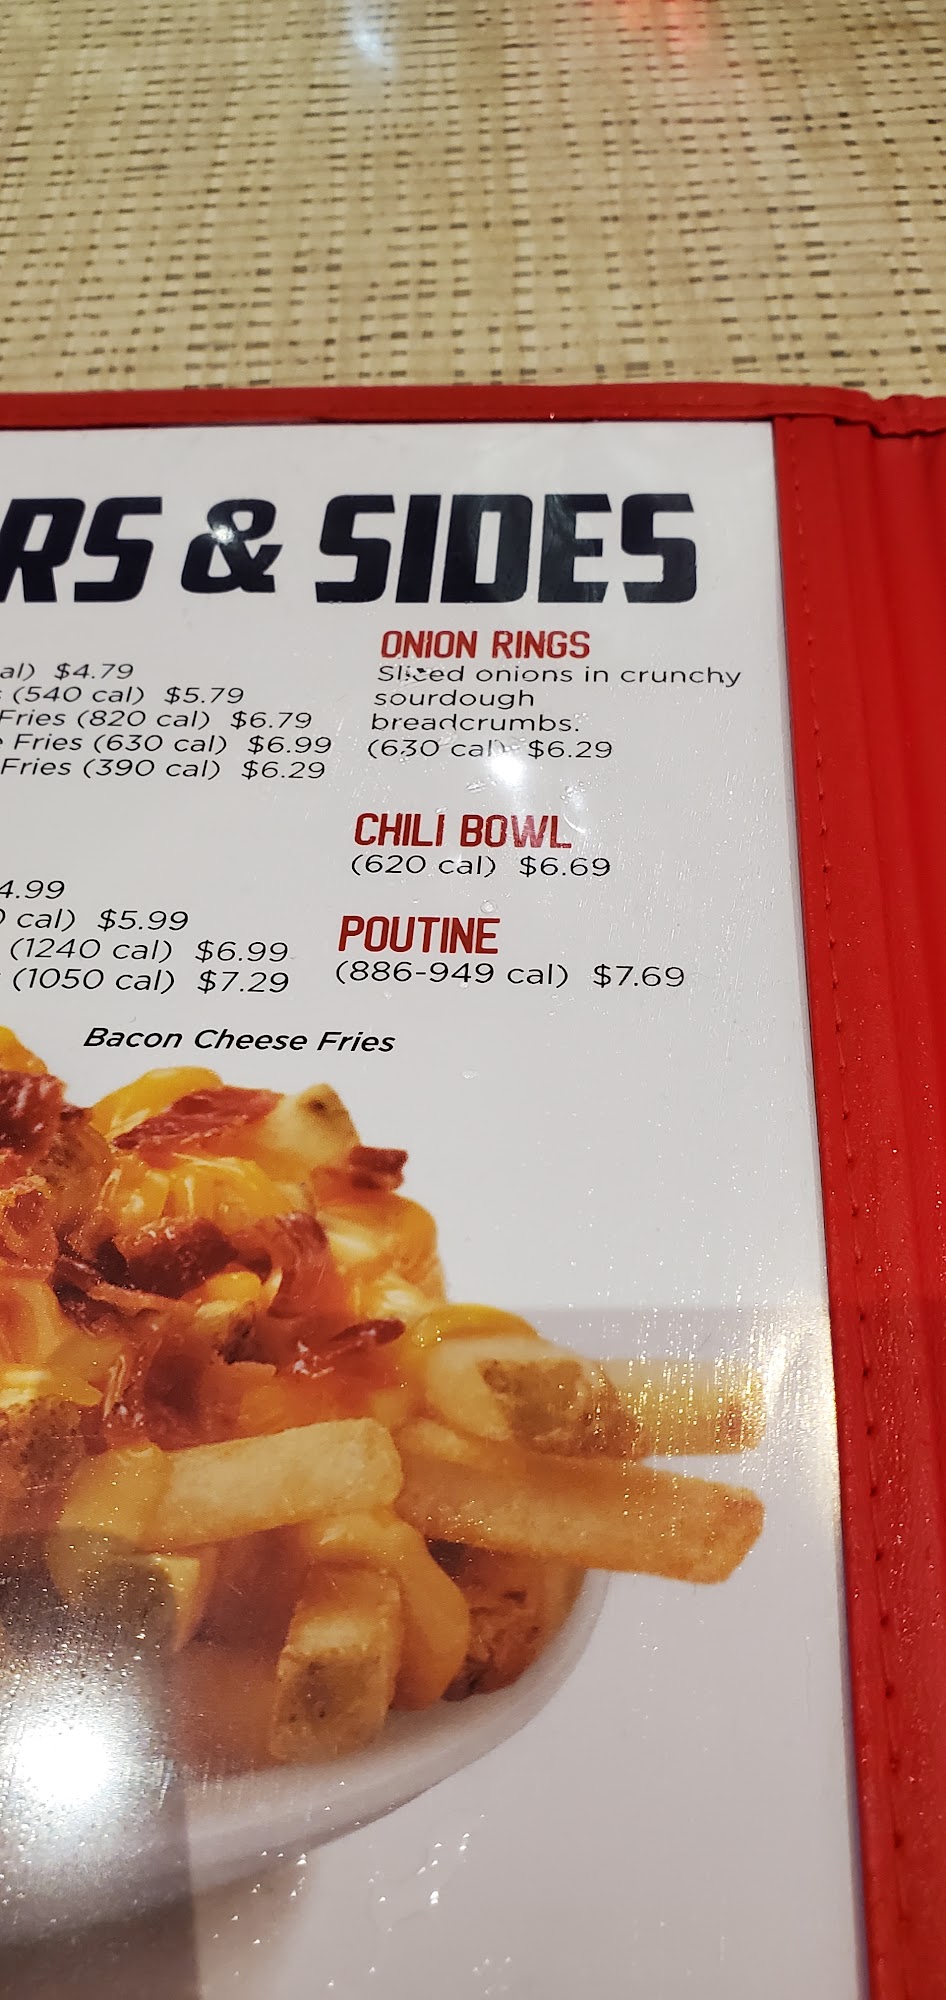 RS & SIDES
al) $4.79
(540 cal) $5.79
Fries (820 cal) $6.79
Fries (630 cal) $6.99
Fries (390 cal) $6.29
4.99
cal) $5.99
(1240 cal) $6.99
(1050 cal) $7.29
ONION RINGS
Sliced onions in crunchy
sourdough
breadcrumbs.
(630 cal) $6.29
CHILI BOWL
(620 cal) $6.69
POUTINE
(886-949 cal) $7.69
Bacon Cheese Fries